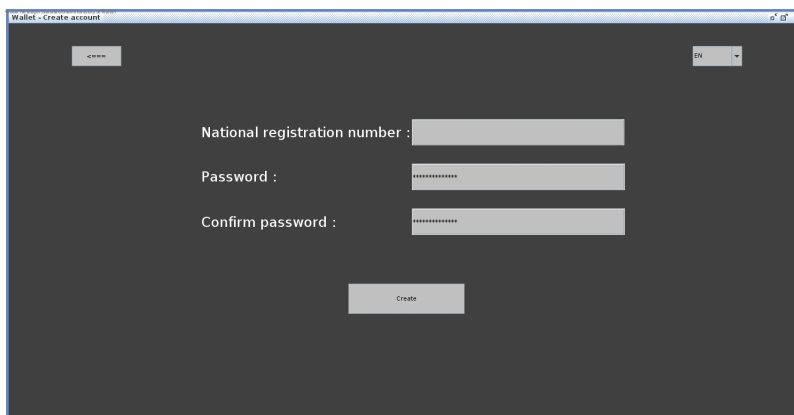 Wallet - Create account
<===
EN
National registration number :
Password :
**************
Confirm password :
**************
Create